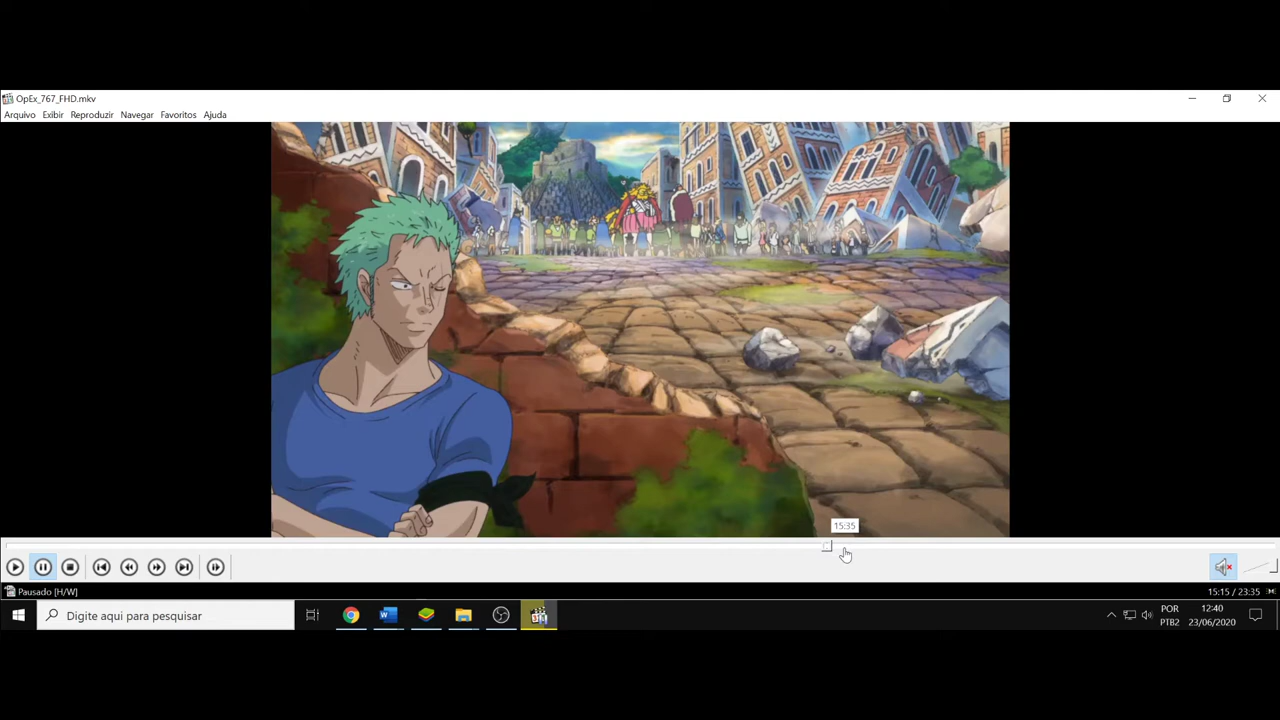 OpEx_767_FHD.mkv
Arquivo Exibir Reproduzir Navegar Favoritos Ajuda
15:35
Pausado [H/W]
15:15 / 23:35
Digite aqui para pesquisar
POR
PTB2
12:40
23/06/2020